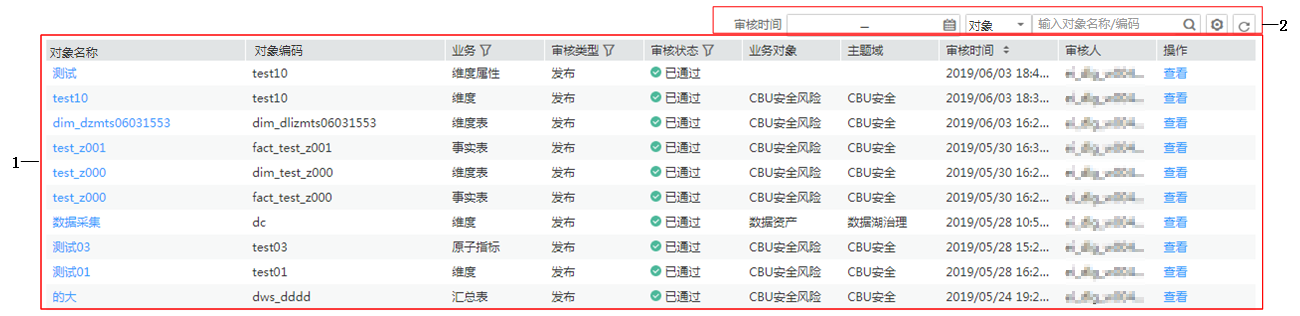 审核时间 – 对象 输入对象名称/编码 2
对象名称 对象编码 业务 审核类型 审核状态 业务对象 主题域 审核时间 审核人 操作
测试 test10 维度属性 发布 已通过 2019/06/03 18:4... 查看
test10 test10 维度 发布 已通过 CBU安全风险 CBU安全 2019/06/03 18:3... 查看
dim_dzmts06031553 dim_dlizmts06031553 维度表 发布 已通过 CBU安全风险 CBU安全 2019/06/03 16:2... 查看
test_z001 fact_test_z001 事实表 发布 已通过 CBU安全风险 CBU安全 2019/05/30 16:3... 查看
1
test_z000 dim_test_z000 维度表 发布 已通过 CBU安全风险 CBU安全 2019/05/30 16:2... 查看
test_z000 fact_test_z000 事实表 发布 已通过 CBU安全风险 CBU安全 2019/05/30 16:2... 查看
数据采集 dc 维度 发布 已通过 数据资产 数据湖治理 2019/05/28 10:5... 查看
测试03 test03 原子指标 发布 已通过 CBU安全风险 CBU安全 2019/05/28 15:2... 查看
测试01 test01 维度 发布 已通过 CBU安全风险 CBU安全 2019/05/28 16:2... 查看
的大 dws_dddd 汇总表 发布 已通过 CBU安全风险 CBU安全 2019/05/24 19:2... 查看